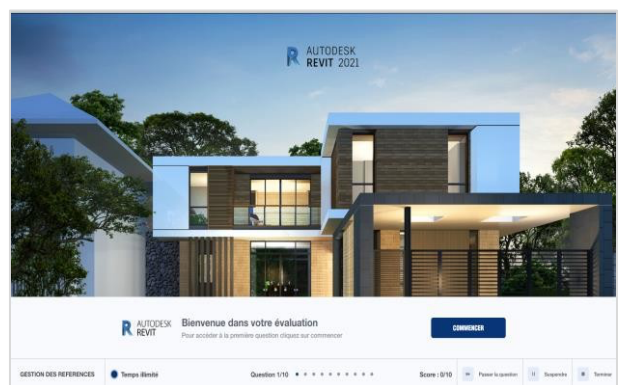 AUTODESK
REVIT 2021
AUTODESK
REVIT
Bienvenue dans votre évaluation
Pour accéder à la première question cliquez sur commencer
COMMENCER
GESTION DES REFERENCES
Temps illimité
Question 1/10
Score : 0/10
Passer la question
Suspendre
Terminer